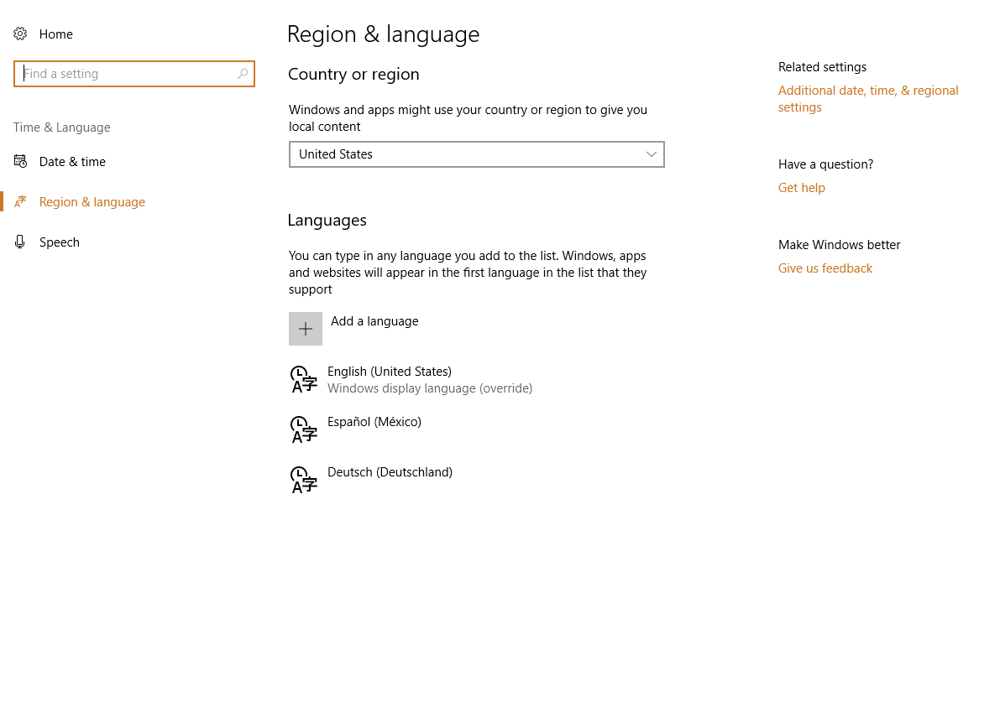 Home
Find a setting
Time & Language
Date & time
Region & language
Speech
Region & language
Country or region
Windows and apps might use your country or region to give you
local content
United States
Languages
You can type in any language you add to the list. Windows, apps
and websites will appear in the first language in the list that they
support
Add a language
English (United States)
Windows display language (override)
Español (México)
Deutsch (Deutschland)
Related settings
Additional date, time, & regional
settings
Have a question?
Get help
Make Windows better
Give us feedback